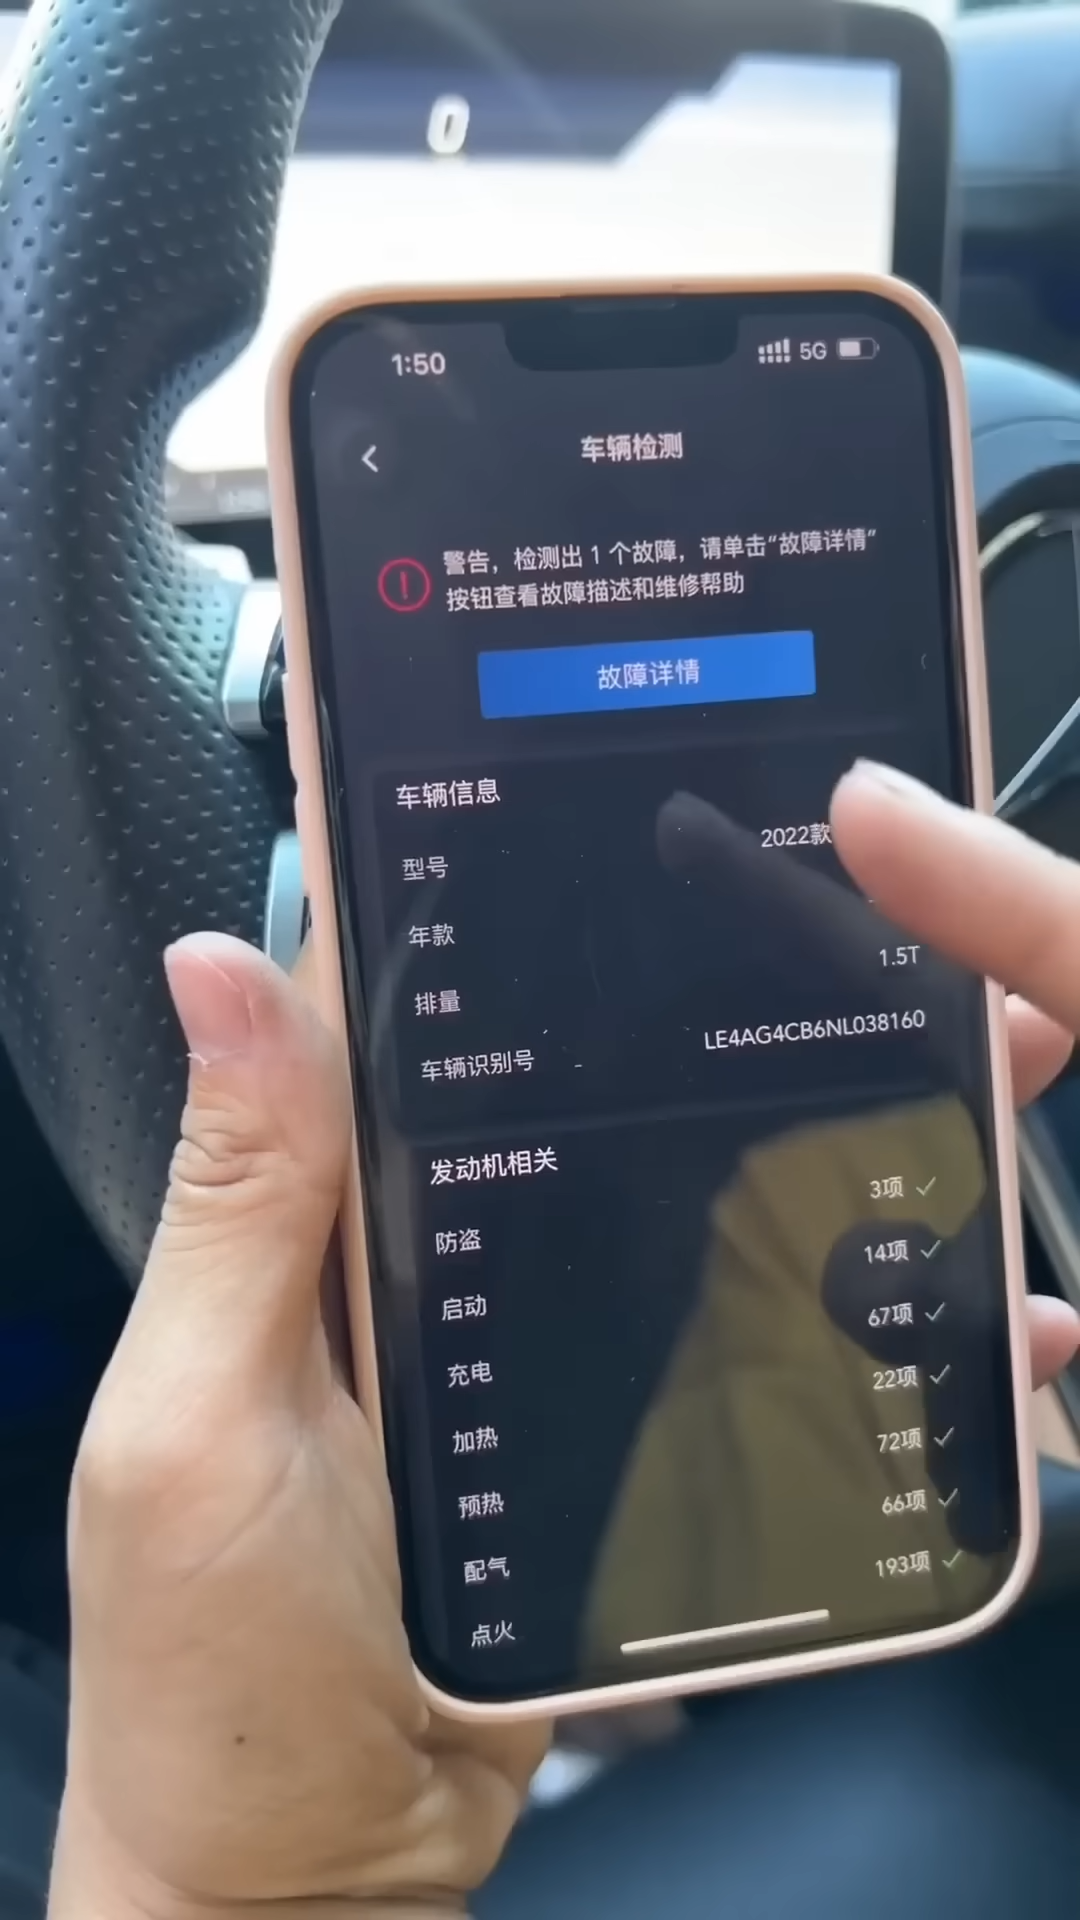 0
1:50
5G
车辆检测
警告，检测出 1 个故障，请单击“故障详情”
按钮查看故障描述和维修帮助
故障详情
车辆信息
型号 2022款
年款
排量 1.5T
车辆识别号 LE4AG4CB6NL038160
发动机相关
防盗 3项
启动 14项
充电 67项
加热 22项
预热 72项
配气 66项
点火 193项